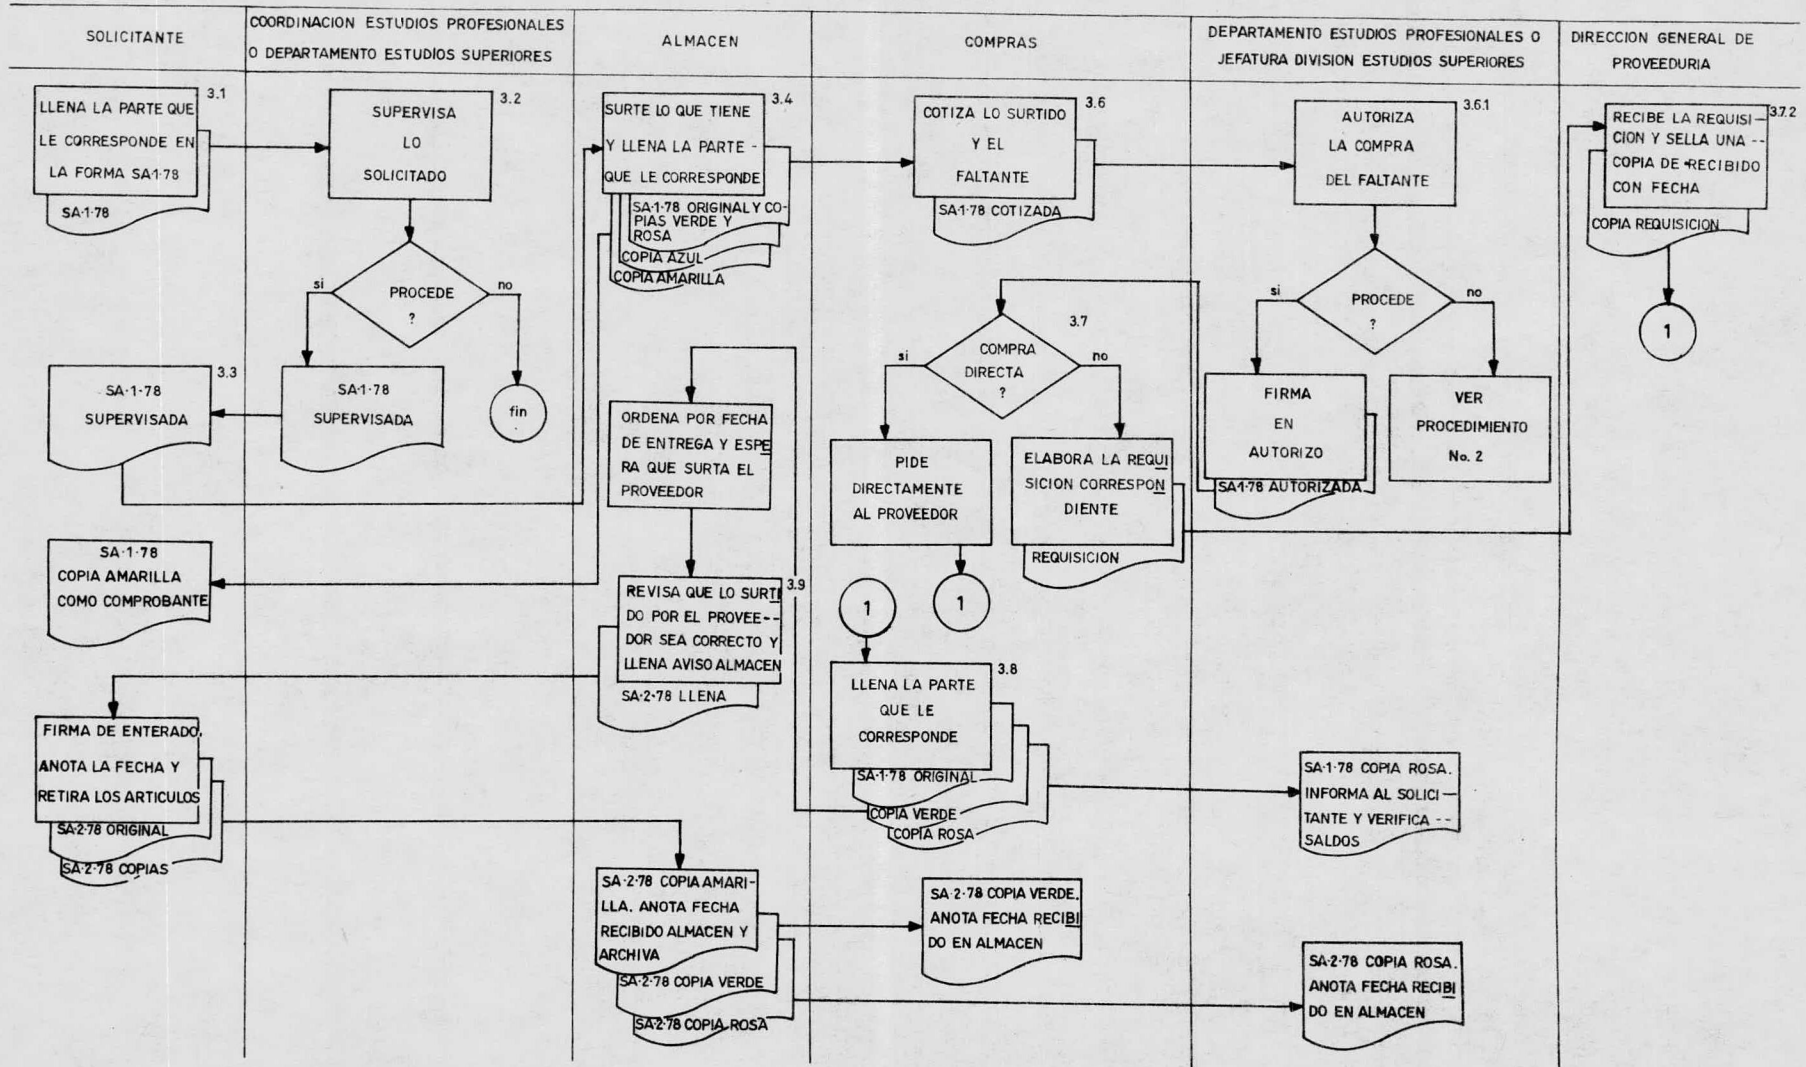 SOLICITANTE
COORDINACION ESTUDIOS PROFESIONALES
O DEPARTAMENTO ESTUDIOS SUPERIORES
ALMACEN
COMPRAS
DEPARTAMENTO ESTUDIOS PROFESIONALES O
JEFATURA DIVISION ESTUDIOS SUPERIORES
DIRECCION GENERAL DE
PROVEEDURIA
3.1
LLENA LA PARTE QUE
LE CORRESPONDE EN
LA FORMA SA·1·78
SA·1·78
3.2
SUPERVISA
LO
SOLICITADO
PROCEDE
?
si
no
fin
SA·1·78
SUPERVISADA
3.3
SA·1·78
SUPERVISADA
3.4
SURTE LO QUE TIENE
Y LLENA LA PARTE -
QUE LE CORRESPONDE
SA·1·78 ORIGINAL Y CO-
PIAS VERDE Y
ROSA
COPIA AZUL
COPIA AMARILLA
SA·1·78
COPIA AMARILLA
COMO COMPROBANTE
3.6
COTIZA LO SURTIDO
Y EL
FALTANTE
SA·1·78 COTIZADA
3.6.1
AUTORIZA
LA COMPRA
DEL FALTANTE
PROCEDE
?
si
no
FIRMA
EN
AUTORIZO
SA·1·78 AUTORIZADA
VER
PROCEDIMIENTO
No. 2
3.7
COMPRA
DIRECTA
?
si
no
PIDE
DIRECTAMENTE
AL PROVEEDOR
1
ELABORA LA REQUI
SICION CORRESPON
DIENTE
REQUISICION
3.7.2
RECIBE LA REQUISI—
CION Y SELLA UNA --
COPIA DE RECIBIDO
CON FECHA
COPIA REQUISICION
1
1
3.8
LLENA LA PARTE
QUE LE
CORRESPONDE
SA·1·78 ORIGINAL
COPIA VERDE
COPIA ROSA
SA·1·78 COPIA ROSA.
INFORMA AL SOLICI—
TANTE Y VERIFICA --
SALDOS
ORDENA POR FECHA
DE ENTREGA Y ESPE
RA QUE SURTA EL
PROVEEDOR
3.9
REVISA QUE LO SURTI
DO POR EL PROVEE--
DOR SEA CORRECTO Y
LLENA AVISO ALMACEN
SA·2·78 LLENA
FIRMA DE ENTERADO,
ANOTA LA FECHA Y
RETIRA LOS ARTICULOS
SA·2·78 ORIGINAL
SA·2·78 COPIAS
SA·2·78 COPIA AMARI-
LLA. ANOTA FECHA
RECIBIDO ALMACEN Y
ARCHIVA
SA·2·78 COPIA VERDE
SA·2·78 COPIA ROSA
SA·2·78 COPIA VERDE.
ANOTA FECHA RECIBI
DO EN ALMACEN
SA·2·78 COPIA ROSA.
ANOTA FECHA RECIBI
DO EN ALMACEN